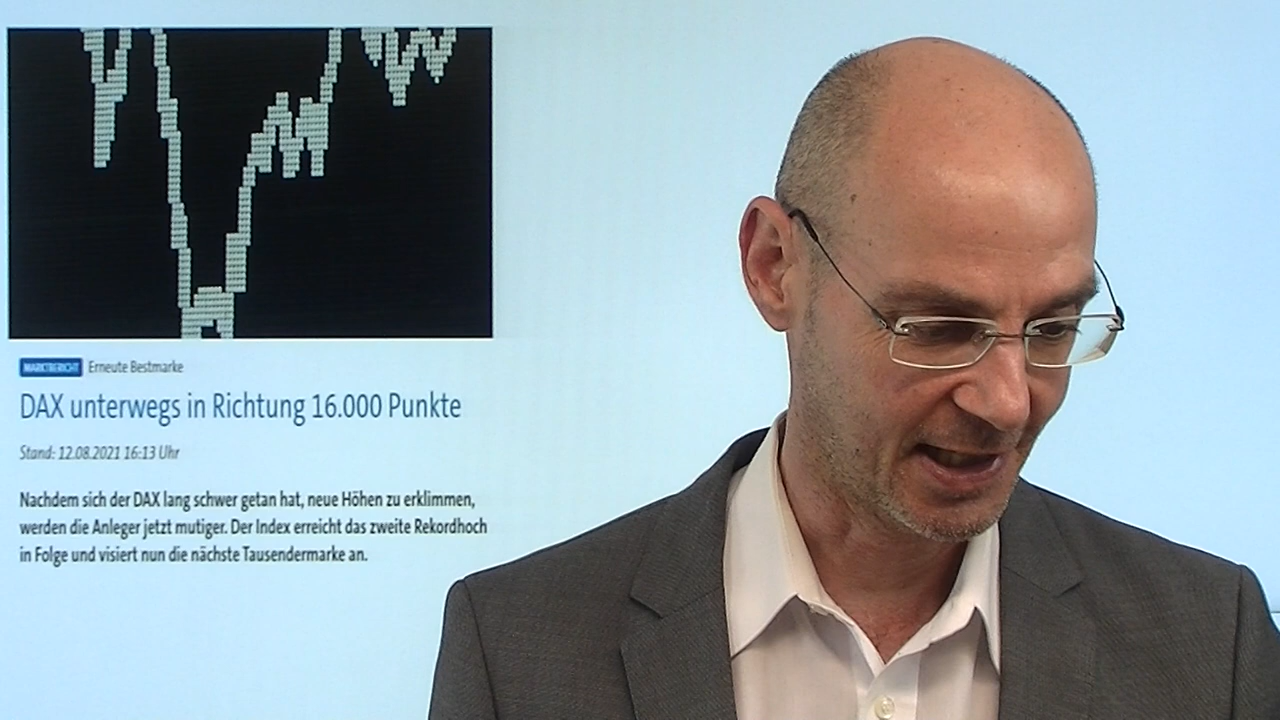 MARKTBERICHT Erneute Bestmarke
DAX unterwegs in Richtung 16.000 Punkte
Stand: 12.08.2021 16:13 Uhr
Nachdem sich der DAX lang schwer getan hat, neue Höhen zu erklimmen,
werden die Anleger jetzt mutiger. Der Index erreicht das zweite Rekordhoch
in Folge und visiert nun die nächste Tausendermarke an.